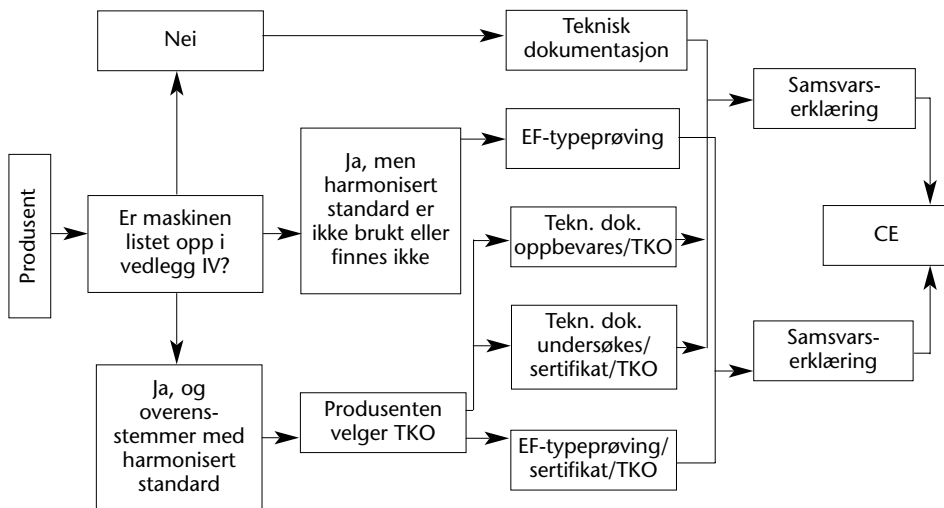 Nei
Teknisk
dokumentasjon
Samsvars-
erklæring
Produsent
Er maskinen
listet opp i
vedlegg IV?
Ja, men
harmonisert
standard er
ikke brukt eller
finnes ikke
EF-typeprøving
Tekn. dok.
oppbevares/TKO
CE
Tekn. dok.
undersøkes/
sertifikat/TKO
Samsvars-
erklæring
Ja, og
overens-
stemmer med
harmonisert
standard
Produsenten
velger TKO
EF-typeprøving/
sertifikat/TKO